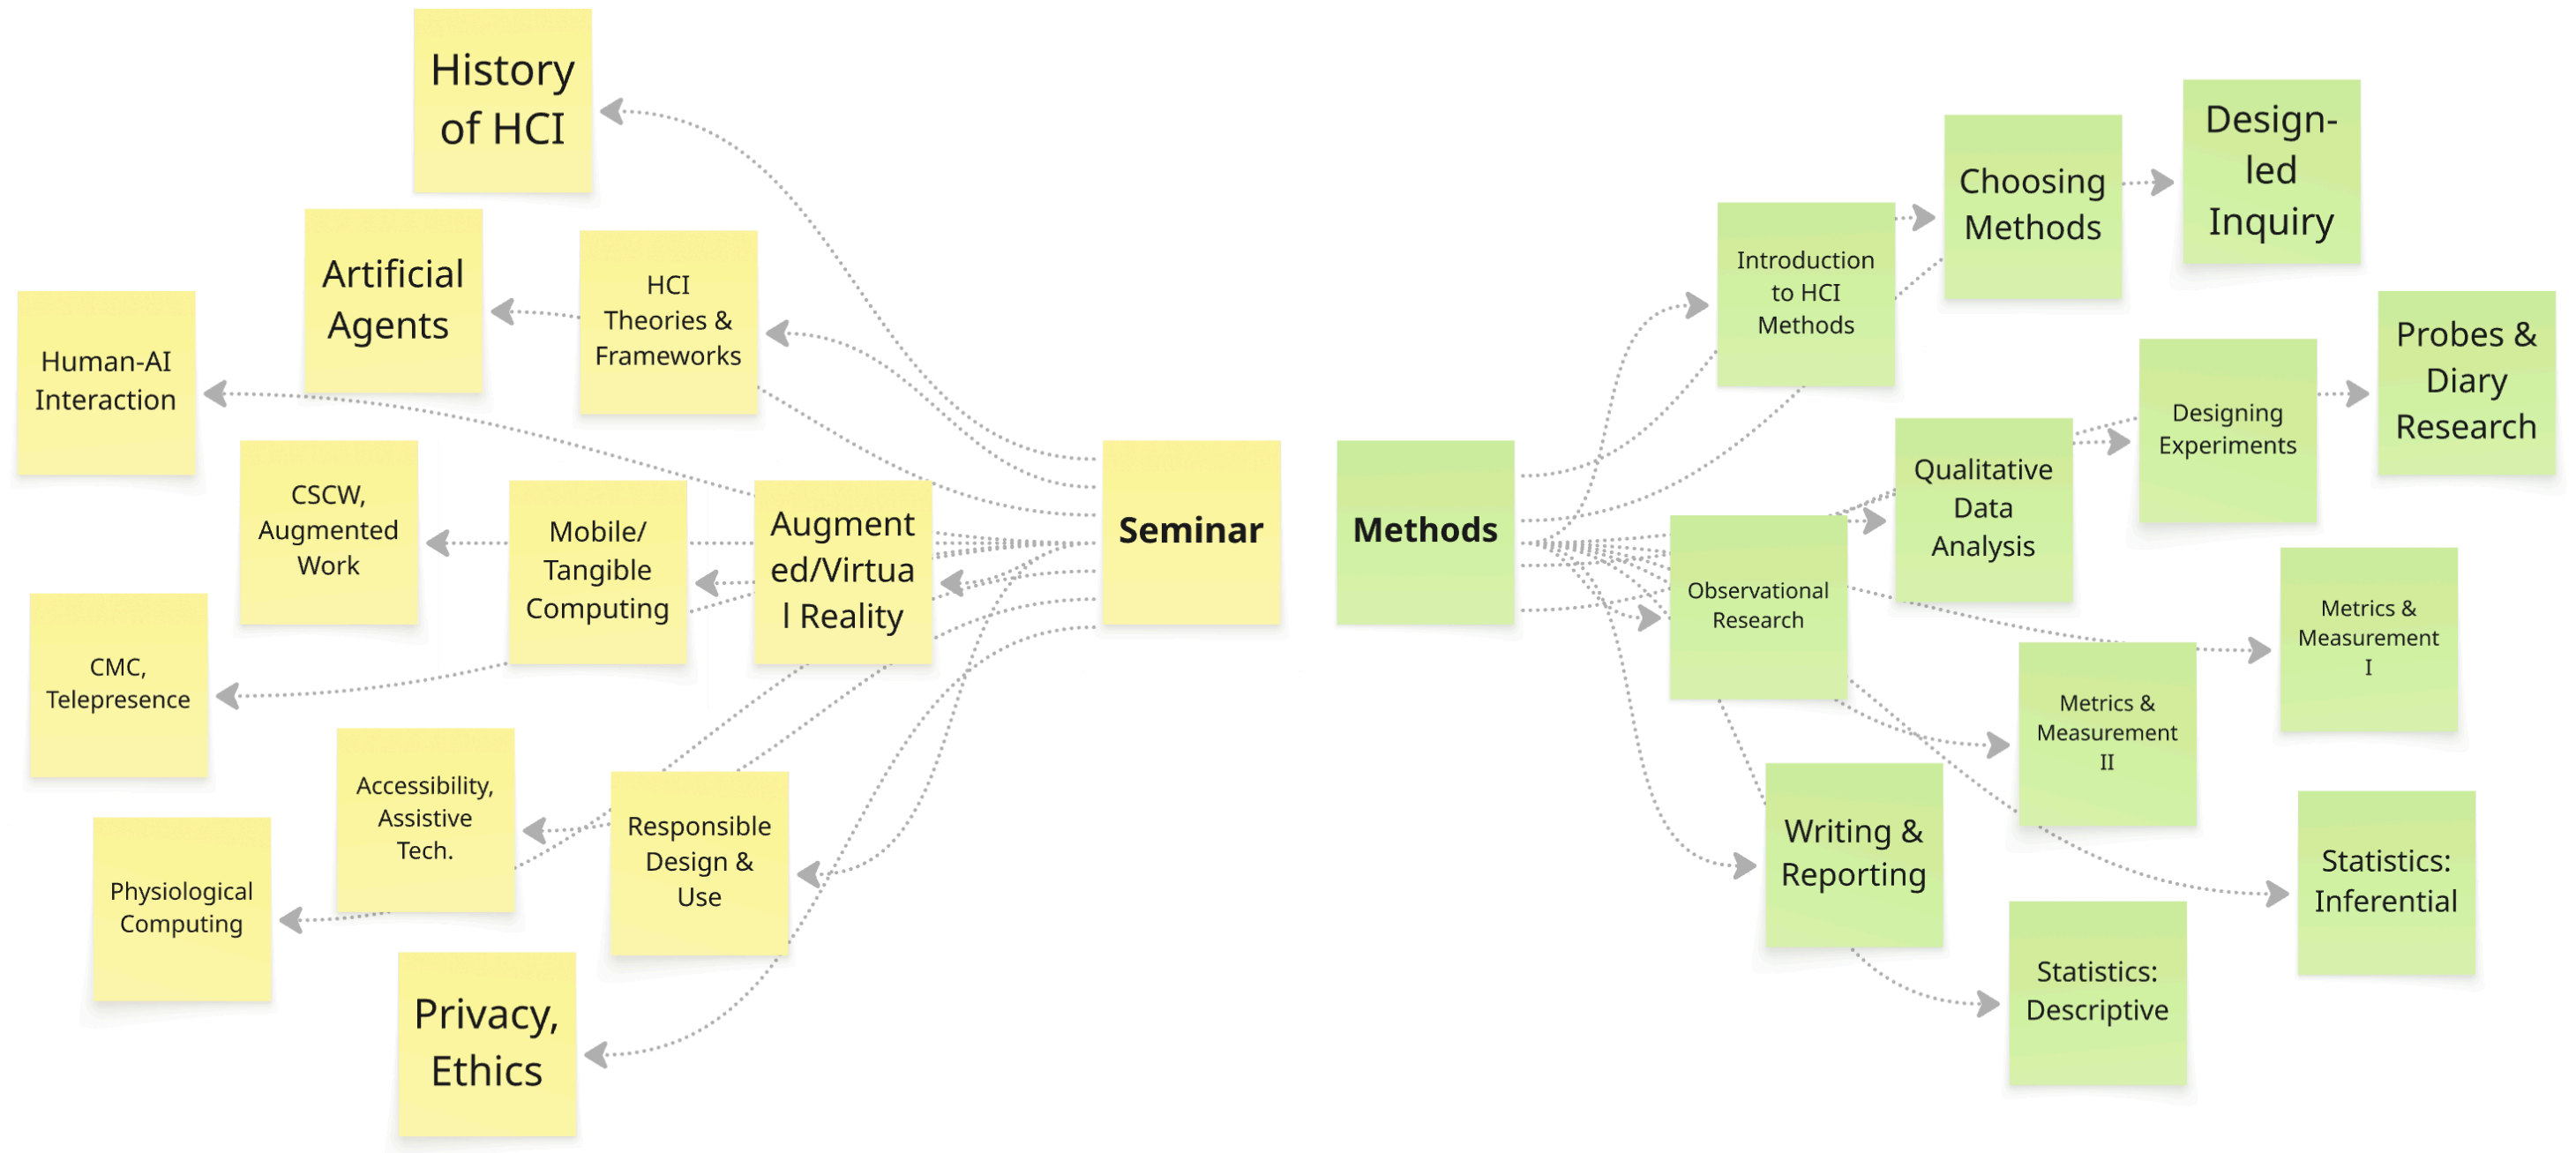 History
of HCI
Artificial
Agents
HCI
Theories &
Frameworks
Human-AI
Interaction
CSCW,
Augmented
Work
Mobile/
Tangible
Computing
Augment
ed/Virtua
l Reality
Seminar
CMC,
Telepresence
Accessibility,
Assistive
Tech.
Responsible
Design &
Use
Physiological
Computing
Privacy,
Ethics
Methods
Introduction
to HCI
Methods
Choosing
Methods
Design-
led
Inquiry
Observational
Research
Qualitative
Data
Analysis
Designing
Experiments
Probes &
Diary
Research
Metrics &
Measurement
I
Metrics &
Measurement
II
Writing &
Reporting
Statistics:
Inferential
Statistics:
Descriptive